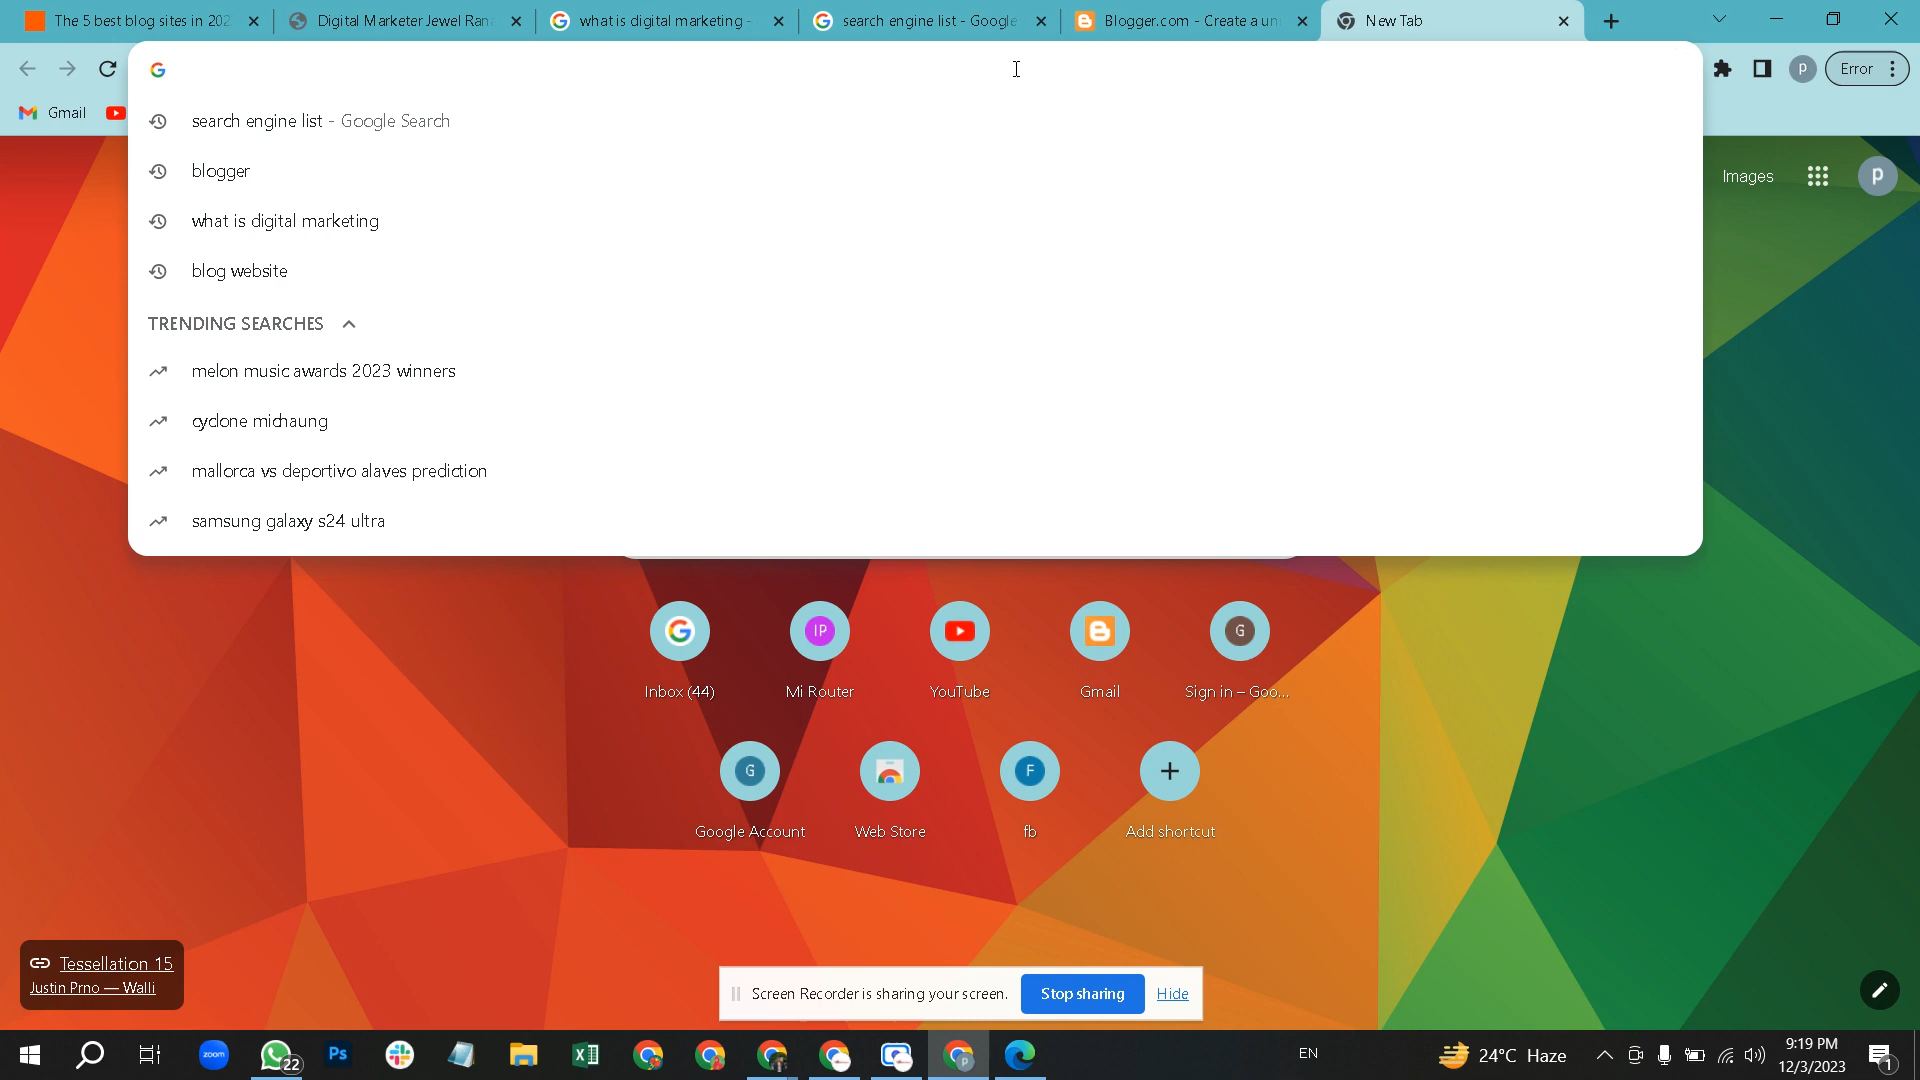 The 5 best blog sites in 202
Digital Marketer Jewel Ran
what is digital marketing -
search engine list - Google
Blogger.com - Create a un
New Tab
Error
Gmail
search engine list - Google Search
blogger
what is digital marketing
blog website
TRENDING SEARCHES
melon music awards 2023 winners
cyclone michaung
mallorca vs deportivo alaves prediction
samsung galaxy s24 ultra
Images
p
p
IP
G
Inbox (44)
Mi Router
YouTube
Gmail
Sign in – Goo...
G
F
Google Account
Web Store
fb
Add shortcut
Tessellation 15
Justin Prno — Walli
Screen Recorder is sharing your screen.
Stop sharing
Hide
zoom
22
Ps
p
EN
24°C Haze
9:19 PM
12/3/2023
1